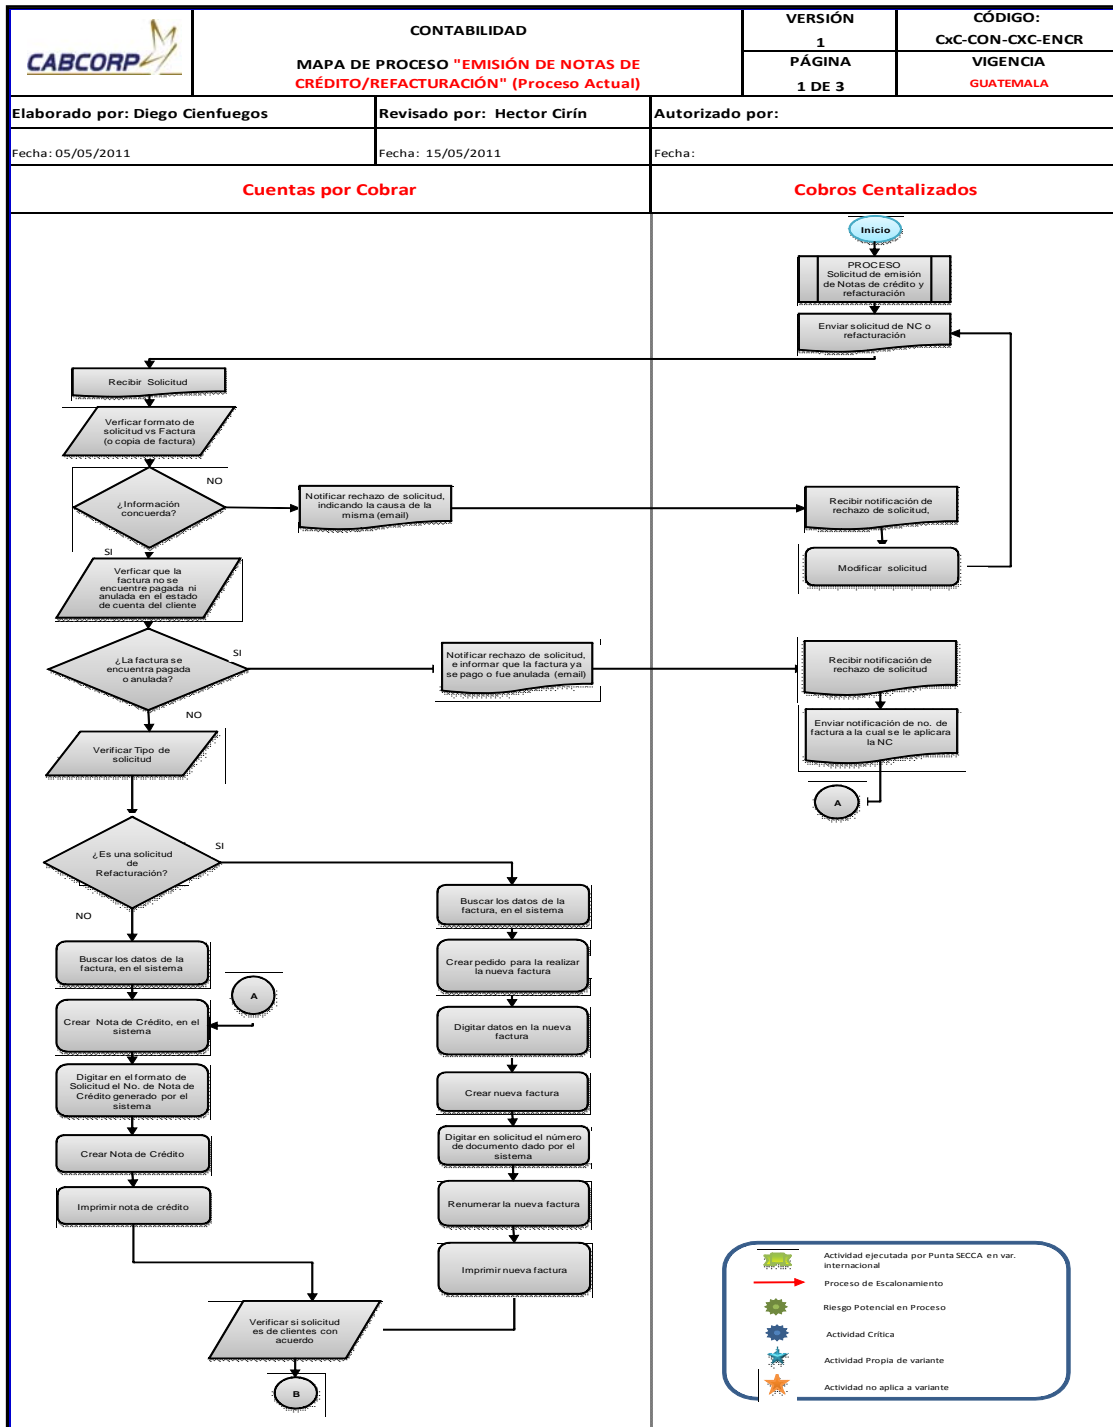 CABCORP
CONTABILIDAD
MAPA DE PROCESO "EMISIÓN DE NOTAS DE
CRÉDITO/REFACTURACIÓN" (Proceso Actual)
VERSIÓN
1
CÓDIGO:
CxC-CON-CXC-ENCR
PÁGINA
1 DE 3
VIGENCIA
GUATEMALA
Elaborado por: Diego Cienfuegos
Revisado por: Hector Cirín
Autorizado por:
Fecha: 05/05/2011
Fecha: 15/05/2011
Fecha:
Cuentas por Cobrar
Cobros Centalizados
Inicio
PROCESO
Solicitud de emisión
de Notas de crédito y
refacturación
Enviar solicitud de NC o
refacturación
Recibir Solicitud
Verficar formato de
solicitud vs Factura
(o copia de factura)
NO
¿Información
concuerda?
Notificar rechazo de solicitud,
indicando la causa de la
misma (email)
Recibir notificación de
rechazo de solicitud,
Modificar solicitud
SI
Verficar que la
factura no se
encuentre pagada ni
anulada en el estado
de cuenta del cliente
¿La factura se
encuentra pagada
o anulada?
SI
Notificar rechazo de solicitud,
e informar que la factura ya
se pago o fue anulada (email)
Recibir notificación de
rechazo de solicitud
NO
Enviar notificación de no. de
factura a la cual se le aplicara
la NC
A
Verificar Tipo de
solicitud
¿Es una solicitud
de
Refacturación?
SI
NO
Buscar los datos de la
factura, en el sistema
Crear pedido para la realizar
la nueva factura
Digitar datos en la nueva
factura
Crear nueva factura
Digitar en solicitud el número
de documento dado por el
sistema
Renumerar la nueva factura
Imprimir nueva factura
Buscar los datos de la
factura, en el sistema
A
Crear Nota de Crédito, en el
sistema
Digitar en el formato de
Solicitud el No. de Nota de
Crédito generado por el
sistema
Crear Nota de Crédito
Imprimir nota de crédito
Verificar si solicitud
es de clientes con
acuerdo
B
Actividad ejecutada por Punta SECCA en var.
internacional
Proceso de Escalonamiento
Riesgo Potencial en Proceso
Actividad Crítica
Actividad Propia de variante
Actividad no aplica a variante